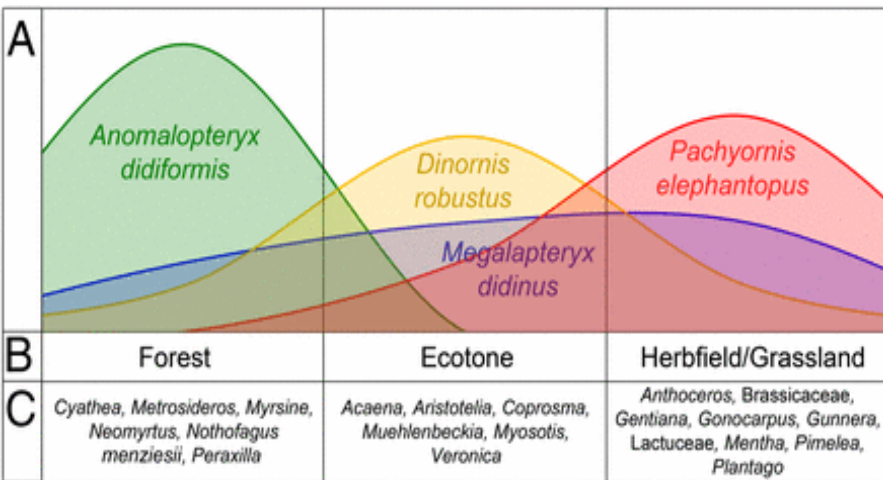 A
Anomalopteryx
didiformis
Dinornis
robustus
Pachyornis
elephantopus
Megalapteryx
didinus
B
Forest
Ecotone
Herbfield/Grassland
C
Cyathea, Metrosideros, Myrsine,
Neomyrtus, Nothofagus
menziesii, Peraxilla
Acaena, Aristotelia, Coprosma,
Muehlenbeckia, Myosotis,
Veronica
Anthoceros, Brassicaceae,
Gentiana, Gonocarpus, Gunnera,
Lactuceae, Mentha, Pimelea,
Plantago